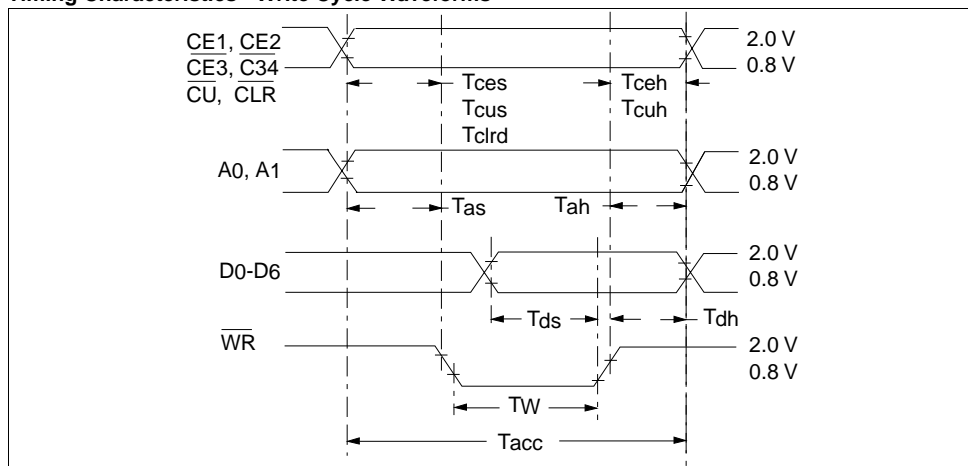 Timing Characteristics - Write Cycle Waveforms
CE1, CE2
CE3, C34
CU, CLR
2.0 V
0.8 V
Tces
Tceh
Tcus
Tcuh
Tclrd
A0, A1
2.0 V
0.8 V
Tas
Tah
D0-D6
2.0 V
0.8 V
Tds
Tdh
WR
2.0 V
0.8 V
TW
Tacc